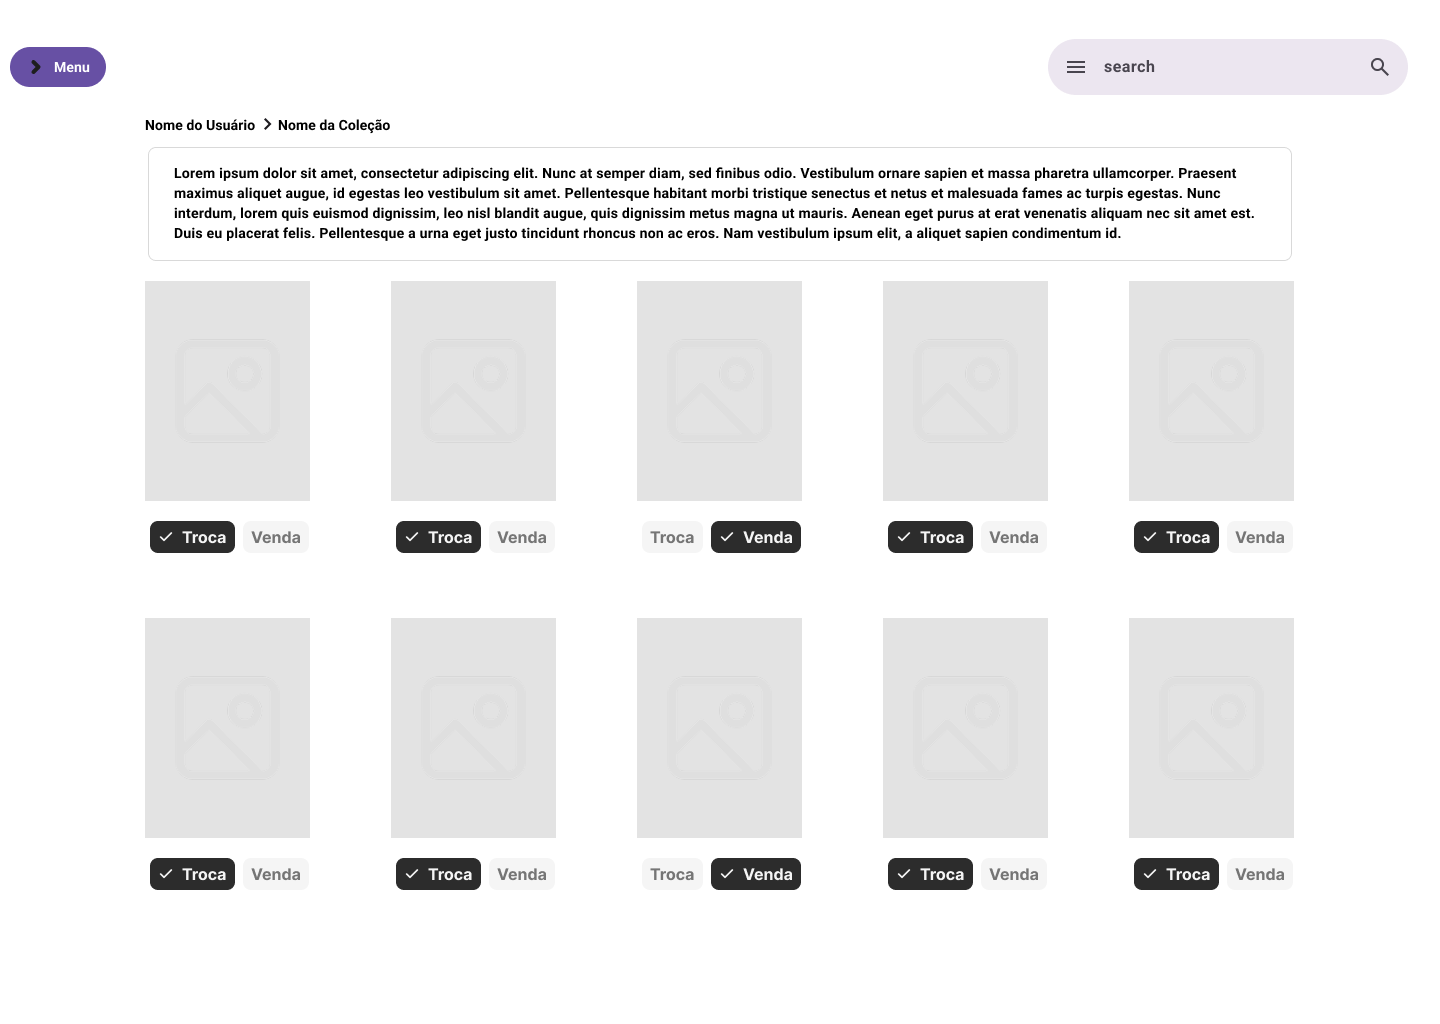 Menu
search
Nome do Usuário > Nome da Coleção
Lorem ipsum dolor sit amet, consectetur adipiscing elit. Nunc at semper diam, sed finibus odio. Vestibulum ornare sapien et massa pharetra ullamcorper. Praesent
maximus aliquet augue, id egestas leo vestibulum sit amet. Pellentesque habitant morbi tristique senectus et netus et malesuada fames ac turpis egestas. Nunc
interdum, lorem quis euismod dignissim, leo nisl blandit augue, quis dignissim metus magna ut mauris. Aenean eget purus at erat venenatis aliquam nec sit amet est.
Duis eu placerat felis. Pellentesque a urna eget justo tincidunt rhoncus non ac eros. Nam vestibulum ipsum elit, a aliquet sapien condimentum id.
Troca Venda Troca Venda Troca Venda Troca Venda Troca Venda
Troca Venda Troca Venda Troca Venda Troca Venda Troca Venda